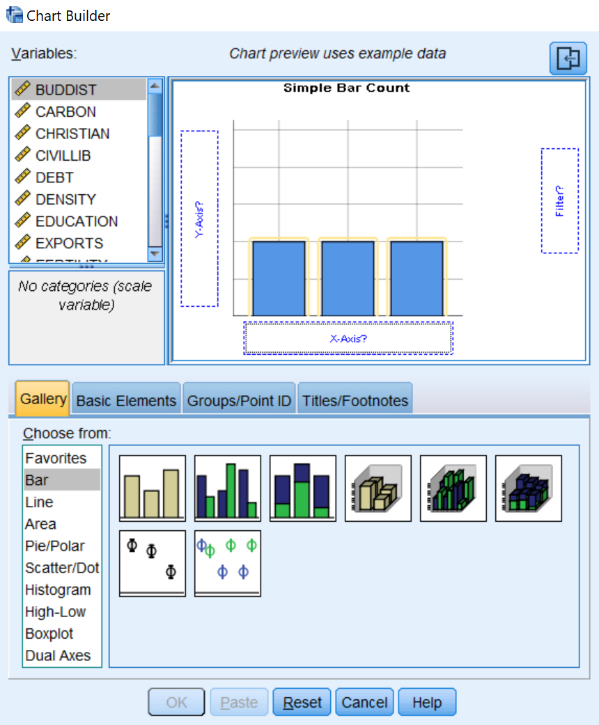 Chart Builder
Variables:
Chart preview uses example data
BUDDIST
CARBON
CHRISTIAN
CIVILLIB
DEBT
DENSITY
EDUCATION
EXPORTS
No categories (scale
variable)
Simple Bar Count
Y-Axis?
Filter?
X-Axis?
Gallery
Basic Elements
Groups/Point ID
Titles/Footnotes
Choose from:
Favorites
Bar
Line
Area
Pie/Polar
Scatter/Dot
Histogram
High-Low
Boxplot
Dual Axes
OK
Paste
Reset
Cancel
Help